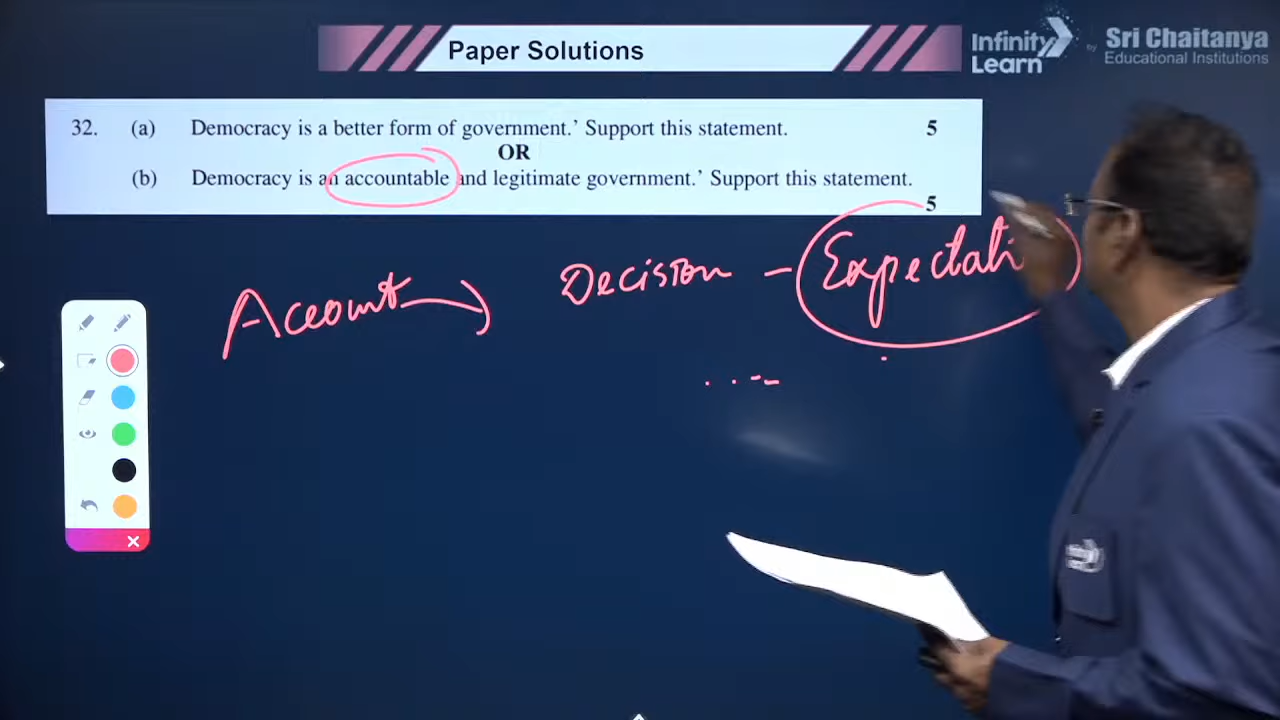 Paper Solutions
Infinity Learn by Sri Chaitanya Educational Institutions
32. (a) Democracy is a better form of government.’ Support this statement. 5
OR
(b) Democracy is an accountable and legitimate government.’ Support this statement.
5
Account → Decision – Expectati